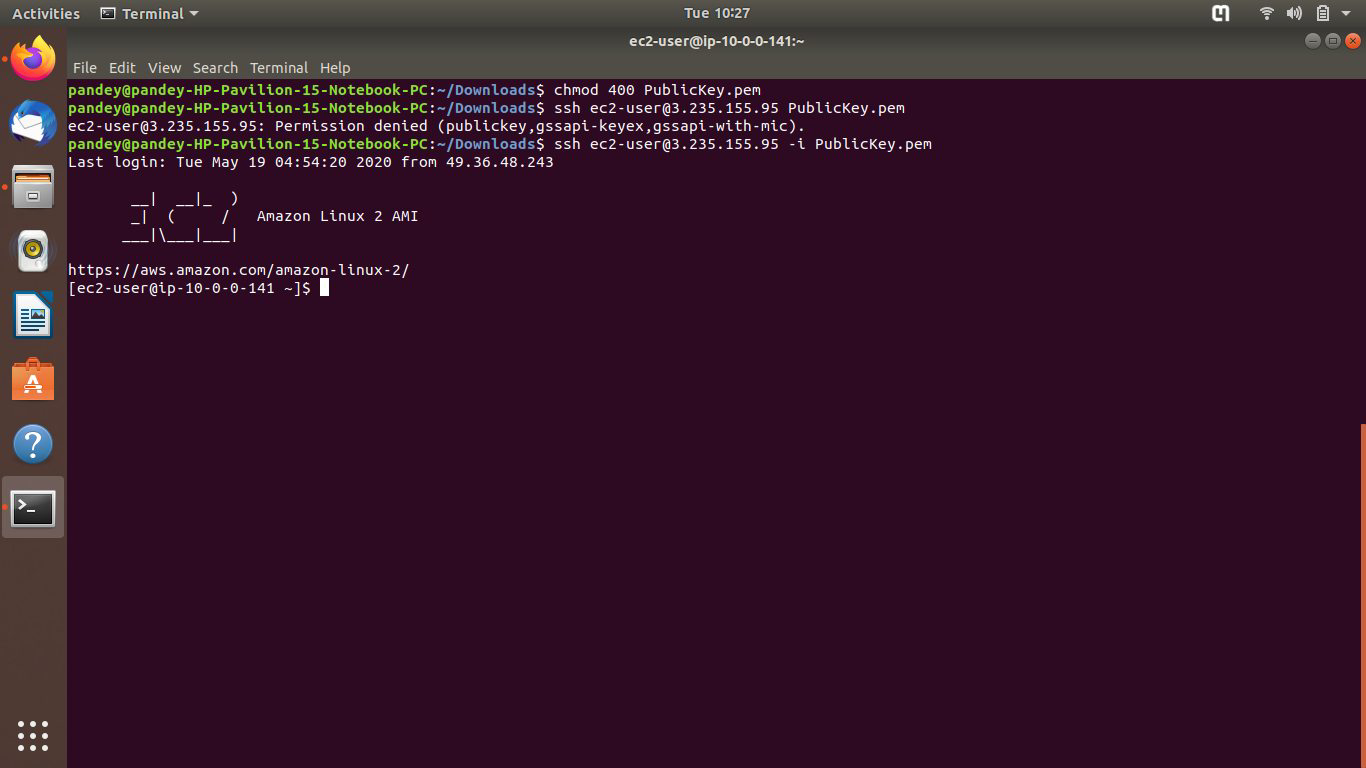 Activities Terminal Tue 10:27
ec2-user@ip-10-0-0-141:~
File Edit View Search Terminal Help
pandey@pandey-HP-Pavilion-15-Notebook-PC:~/Downloads$ chmod 400 PublicKey.pem
pandey@pandey-HP-Pavilion-15-Notebook-PC:~/Downloads$ ssh ec2-user@3.235.155.95 PublicKey.pem
ec2-user@3.235.155.95: Permission denied (publickey,gssapi-keyex,gssapi-with-mic).
pandey@pandey-HP-Pavilion-15-Notebook-PC:~/Downloads$ ssh ec2-user@3.235.155.95 -i PublicKey.pem
Last login: Tue May 19 04:54:20 2020 from 49.36.48.243
       __|  __|_  )
       _|  (     /   Amazon Linux 2 AMI
      ___|\___|___|
https://aws.amazon.com/amazon-linux-2/
[ec2-user@ip-10-0-0-141 ~]$